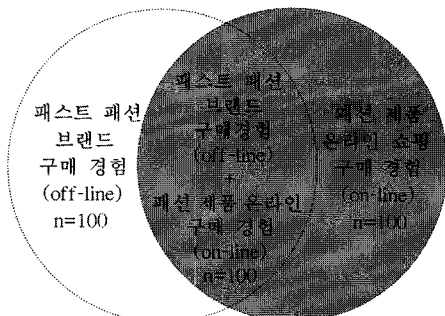 패스트 패션
브랜드
구매 경험
(off-line)
n=100
패스트 패션
브랜드
구매경험
(off-line)
+
패션 제품 온라인
구매 경험
(on-line)
n=100
패션 제품
온라인 쇼핑
구매 경험
(on-line)
n=100